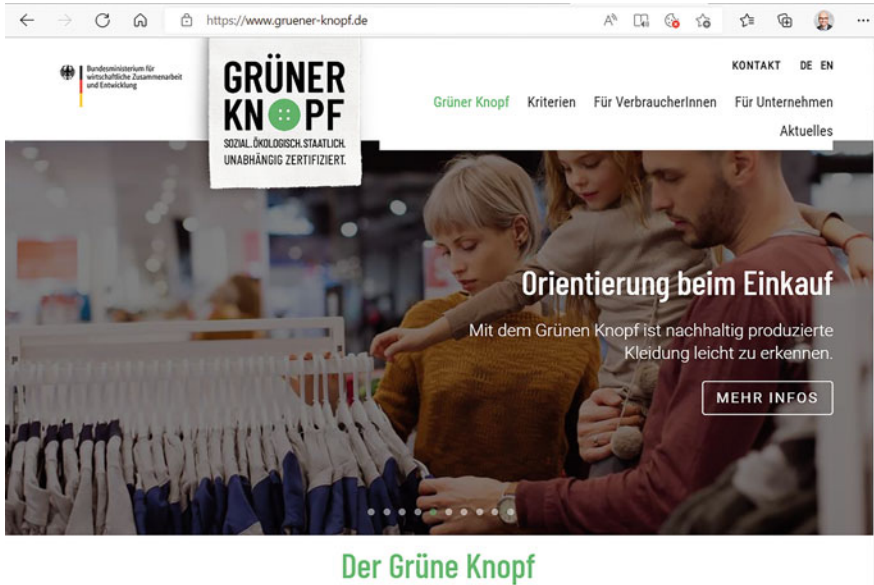 https://www.gruener-knopf.de
Bundesministerium für
wirtschaftliche Zusammenarbeit
und Entwicklung
GRÜNER
KNOPF
SOZIAL. ÖKOLOGISCH. STAATLICH.
UNABHÄNGIG ZERTIFIZIERT.
KONTAKT DE EN
Grüner Knopf Kriterien Für VerbraucherInnen Für Unternehmen
Aktuelles
Orientierung beim Einkauf
Mit dem Grünen Knopf ist nachhaltig produzierte
Kleidung leicht zu erkennen.
MEHR INFOS
Der Grüne Knopf